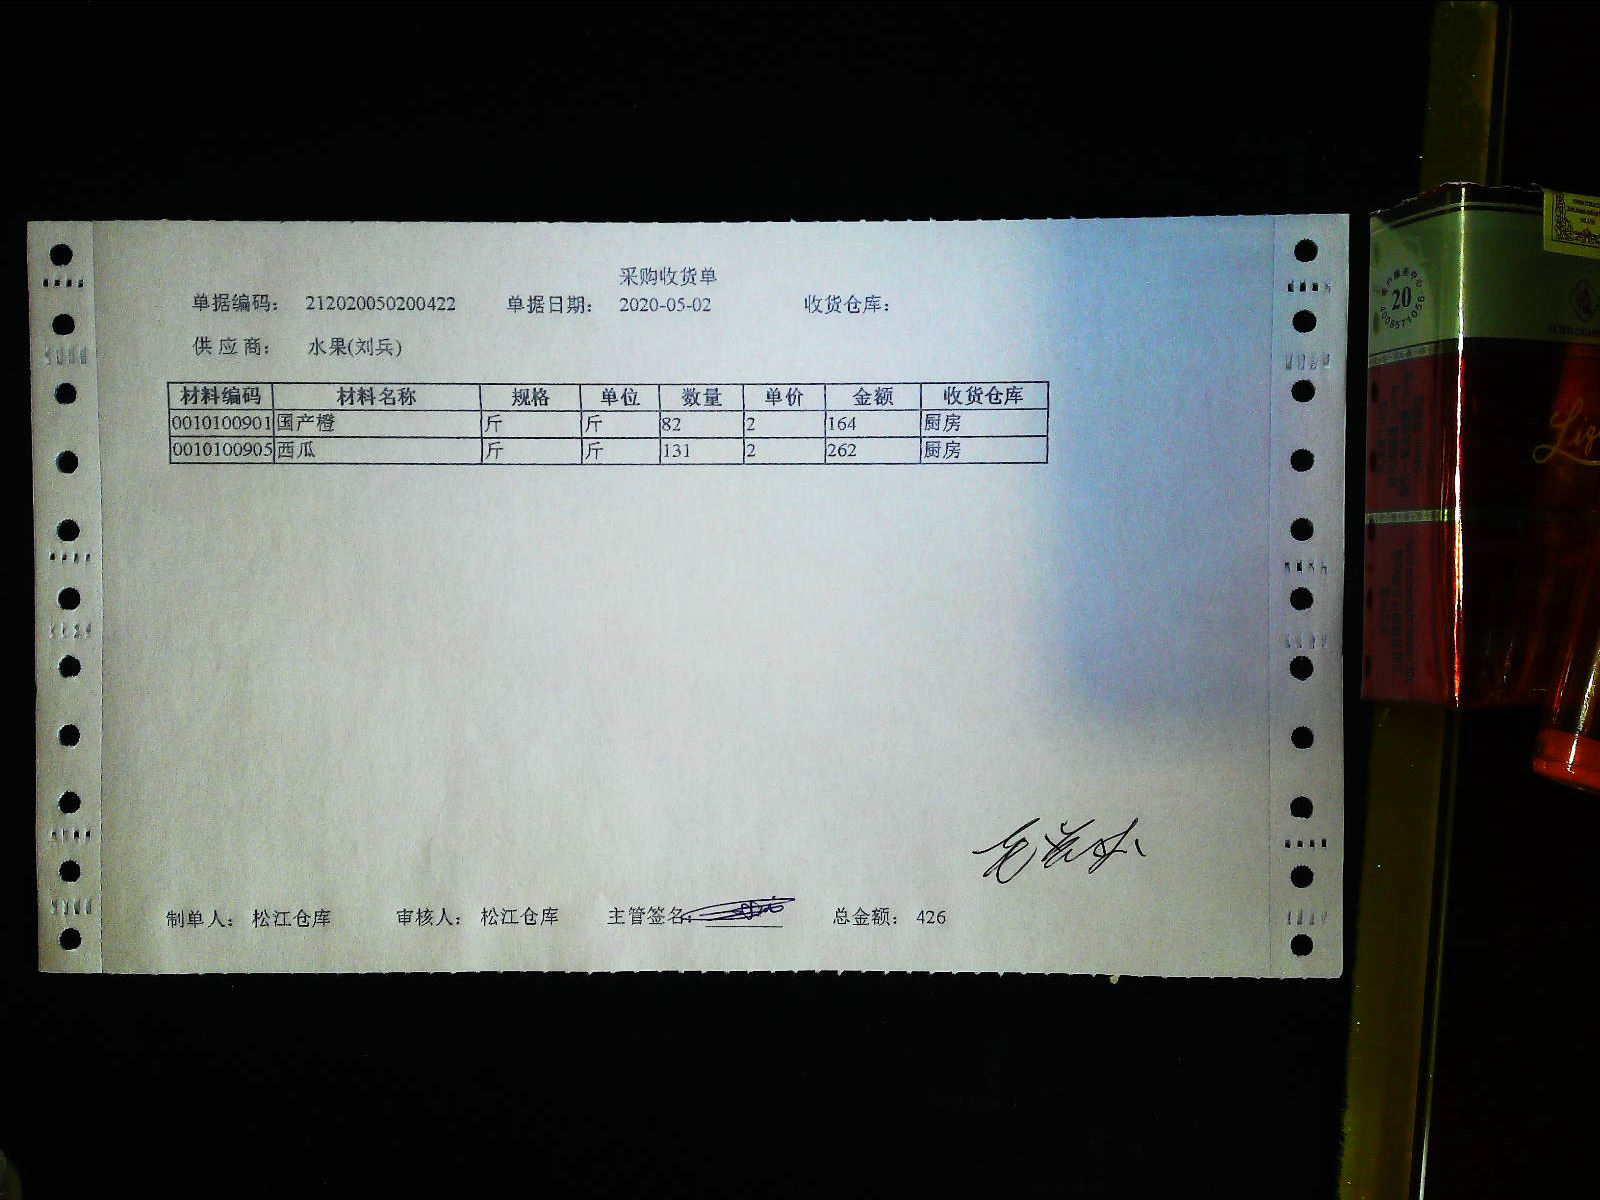 采购收货单
单据编码： 212020050200422 单据日期： 2020-05-02 收货仓库：
供应商： 水果(刘兵)
材料编码 材料名称 规格 单位 数量 单价 金额 收货仓库
0010100901 国产橙 斤 斤 82 2 164 厨房
0010100905 西瓜 斤 斤 131 2 262 厨房
制单人： 松江仓库 审核人： 松江仓库 主管签名： 总金额： 426
20